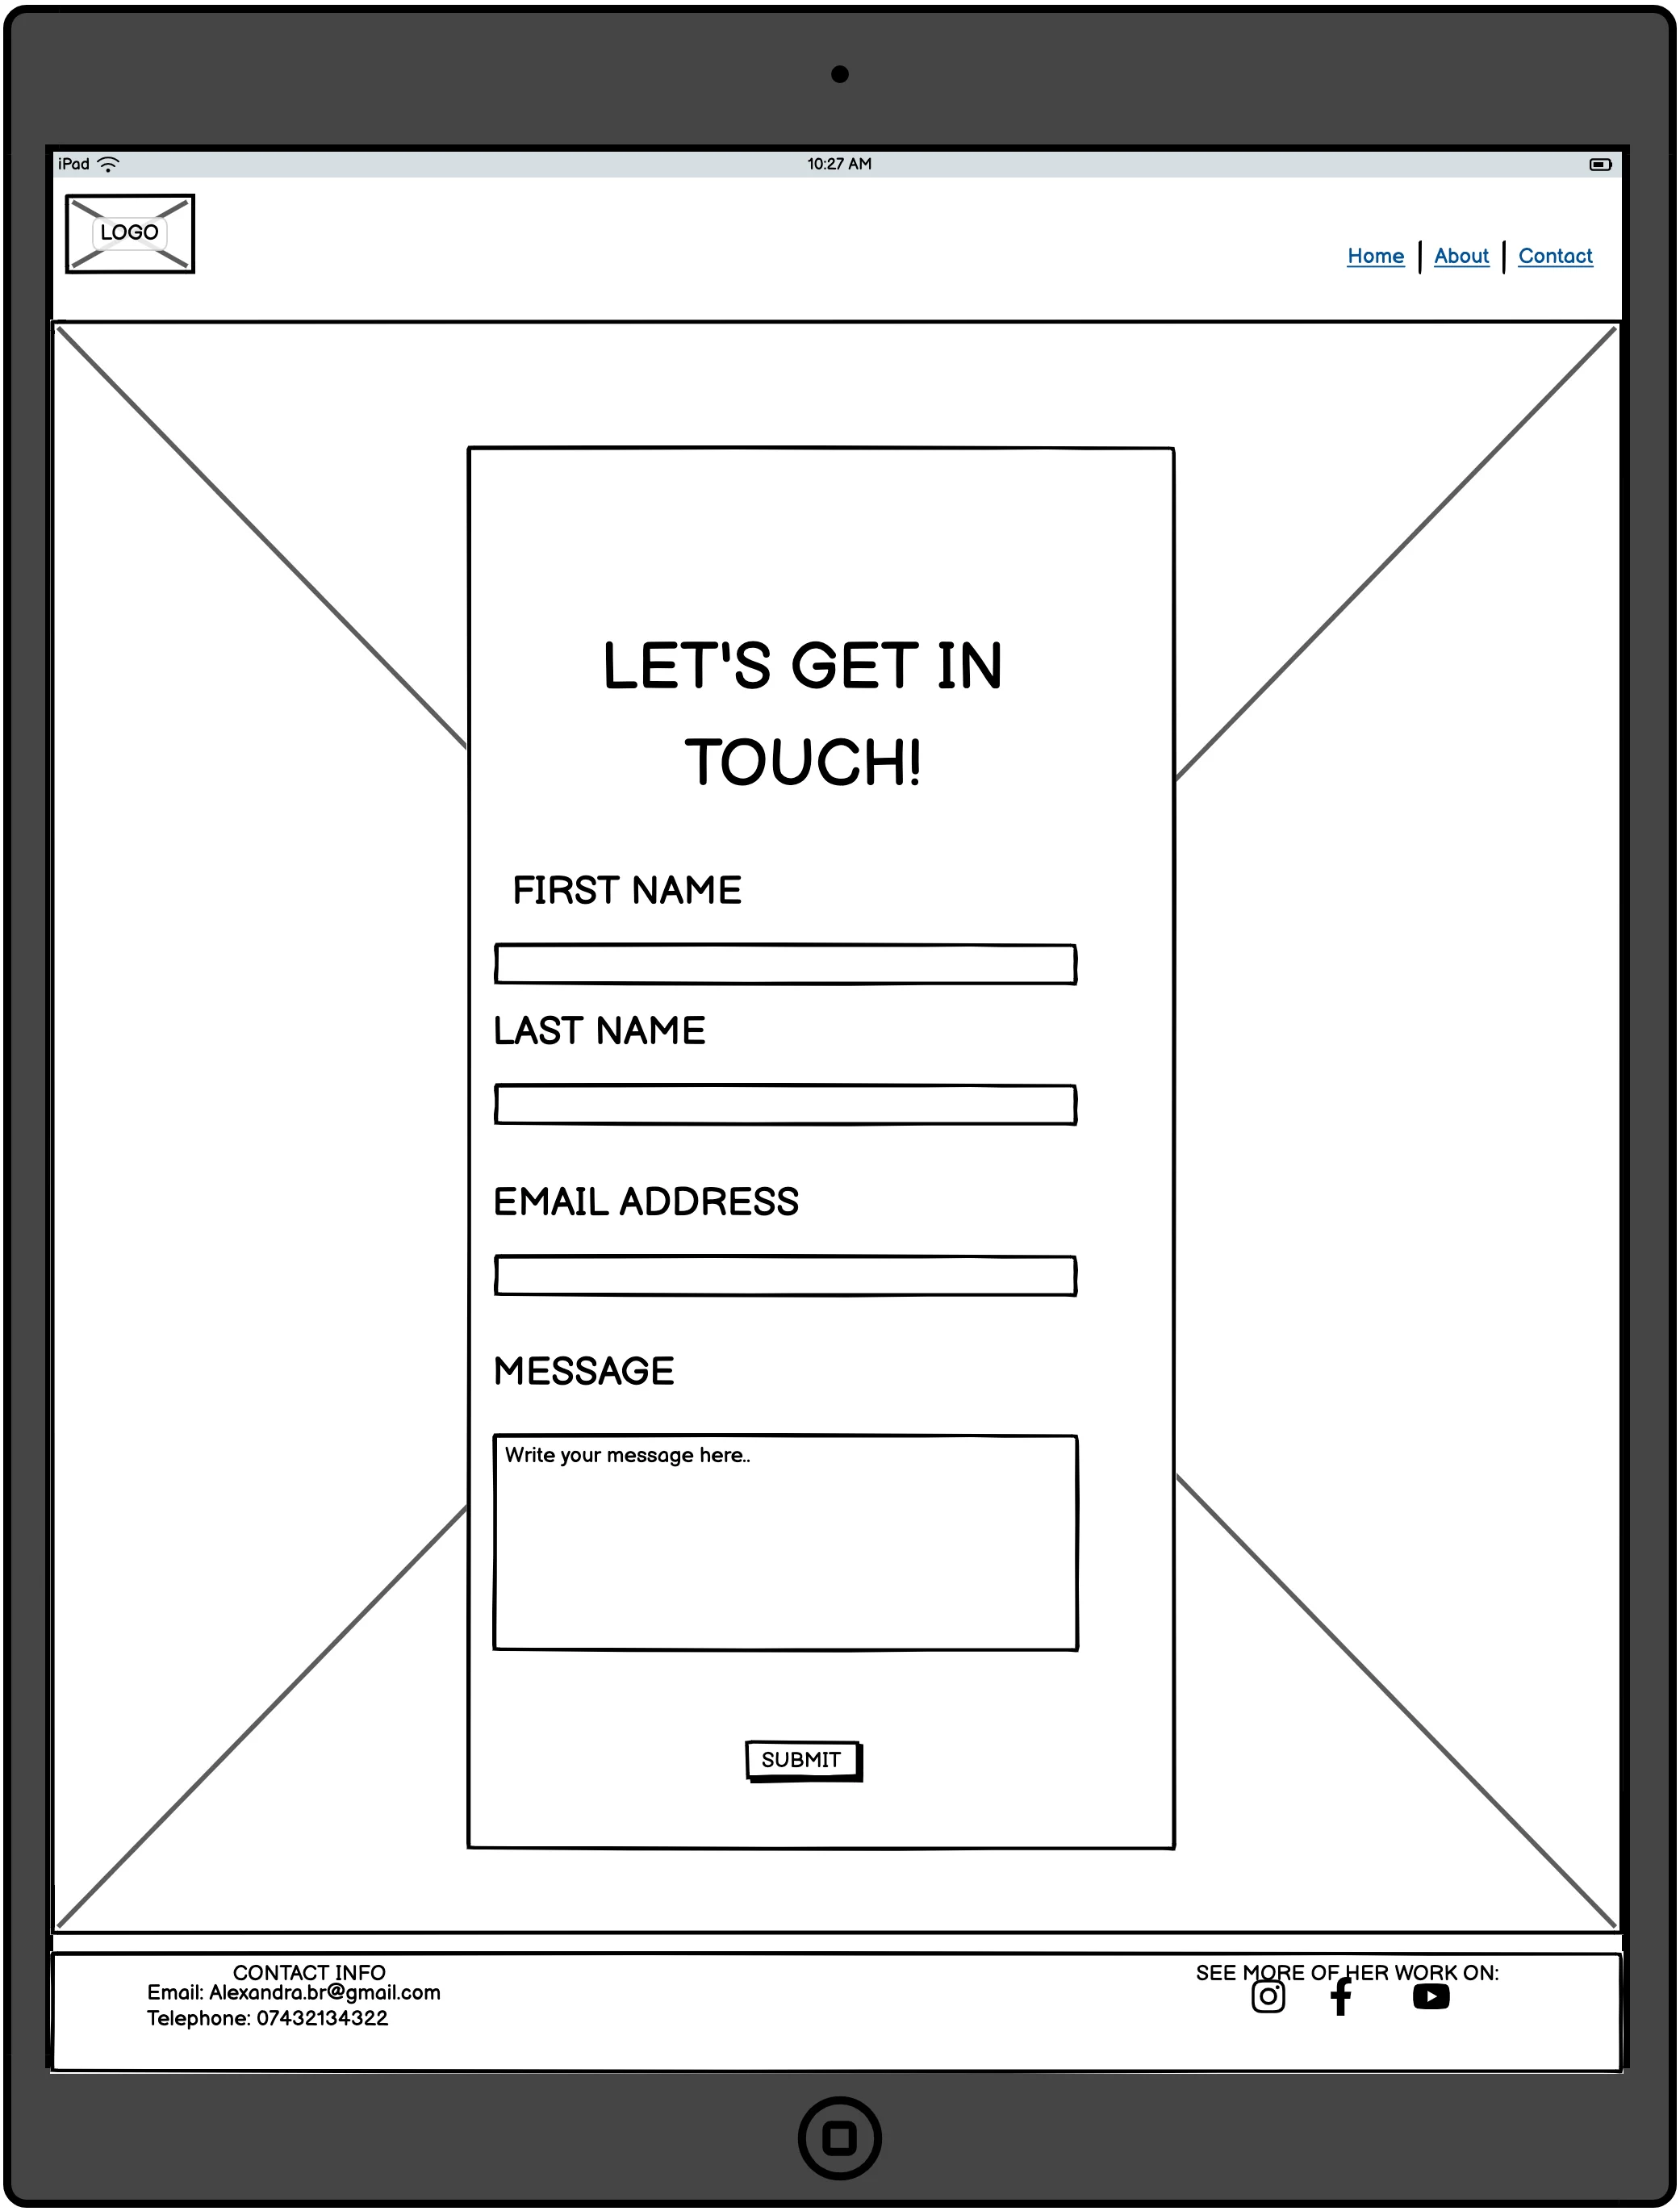 iPad
10:27 AM
LOGO
Home | About | Contact
LET'S GET IN
TOUCH!
FIRST NAME
LAST NAME
EMAIL ADDRESS
MESSAGE
Write your message here..
SUBMIT
CONTACT INFO
Email: Alexandra.br@gmail.com
Telephone: 07432134322
SEE MORE OF HER WORK ON: